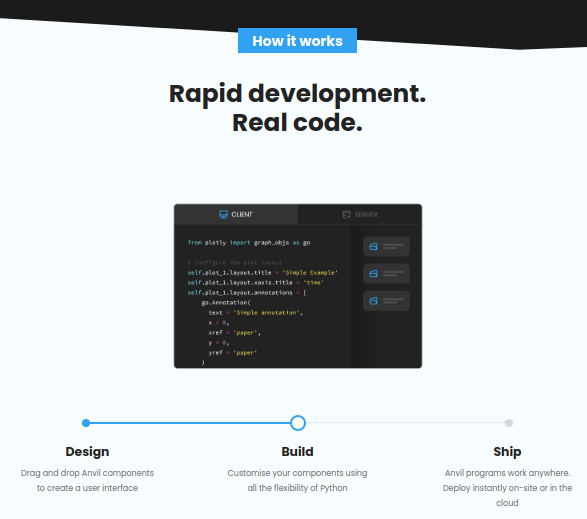 How it works
Rapid development.
Real code.
CLIENT
SERVER
from plotly import graph_objs as go
# configure the plot layout
self.plot_1.layout.title = 'Simple Example'
self.plot_1.layout.xaxis.title = 'time'
self.plot_1.layout.annotations = [
go.Annotation(
text = 'Simple annotation',
x = 0,
xref = 'paper',
y = 0,
yref = 'paper'
)
Design
Drag and drop Anvil components
to create a user interface
Build
Customise your components using
all the flexibility of Python
Ship
Anvil programs work anywhere.
Deploy instantly on-site or in the
cloud